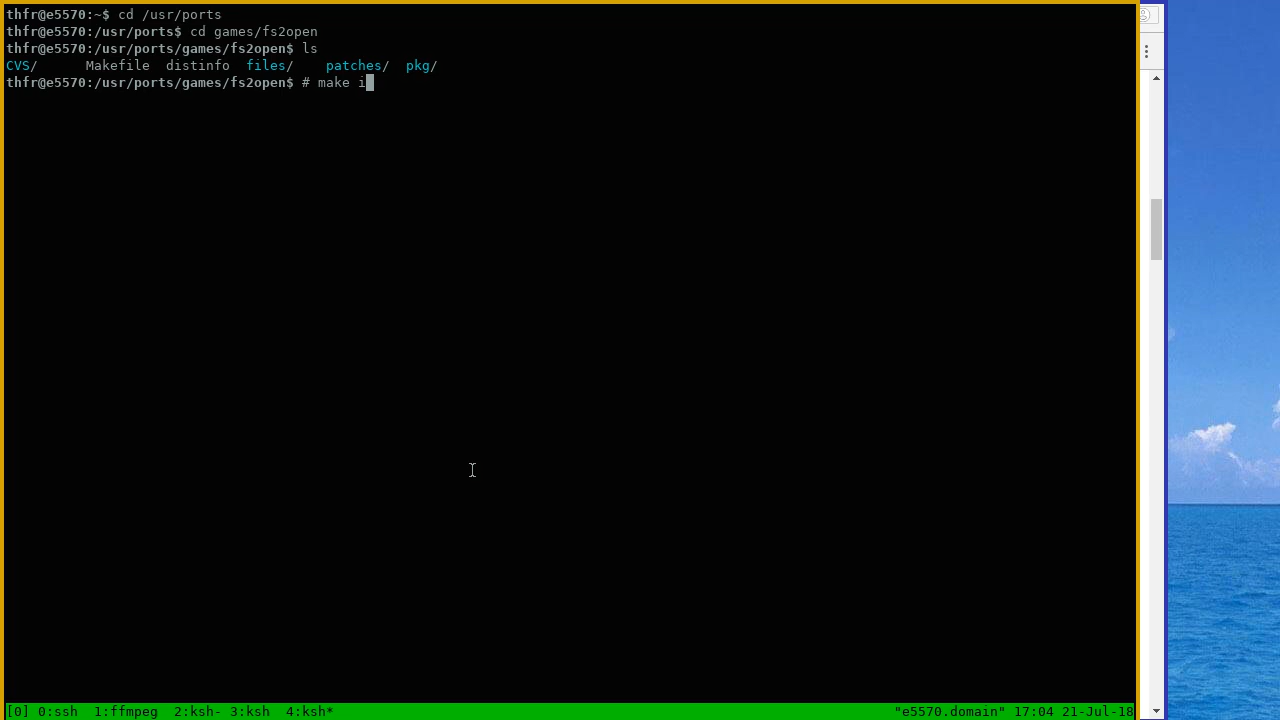 thfr@e5570:~$ cd /usr/ports
thfr@e5570:/usr/ports$ cd games/fs2open
thfr@e5570:/usr/ports/games/fs2open$ ls
CVS/      Makefile  distinfo  files/    patches/  pkg/
thfr@e5570:/usr/ports/games/fs2open$ # make i
[0] 0:ssh  1:ffmpeg  2:ksh- 3:ksh  4:ksh*    "e5570.domain" 17:04 21-Jul-18